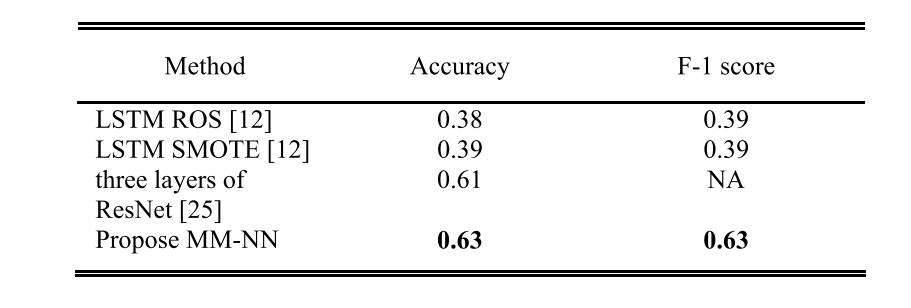 Method Accuracy F-1 score
LSTM ROS [12] 0.38 0.39
LSTM SMOTE [12] 0.39 0.39
three layers of 0.61 NA
ResNet [25]
Propose MM-NN 0.63 0.63